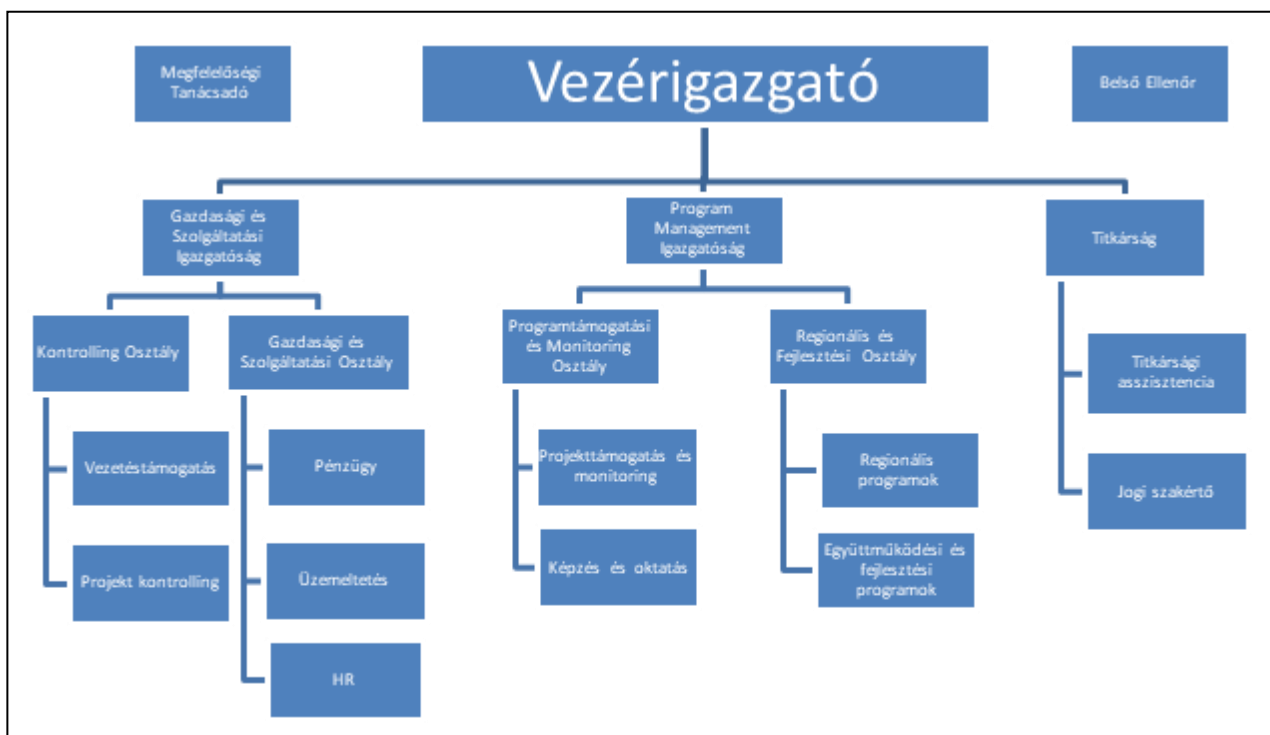 Megfelelőségi
Tanácsadó
Vezérigazgató
Belső Ellenőr
Gazdasági és
Szolgáltatási
Igazgatóság
Program
Management
Igazgatóság
Titkárság
Kontrolling Osztály
Gazdasági és
Szolgáltatási Osztály
Programtámogatási
és Monitoring
Osztály
Regionális és
Fejlesztési Osztály
Titkársági
asszisztencia
Vezetéstámogatás
Pénzügy
Projekttámogatás és
monitoring
Regionális
programok
Jogi szakértő
Projekt kontrolling
Üzemeltetés
Képzés és oktatás
Együttműködési és
fejlesztési
programok
HR